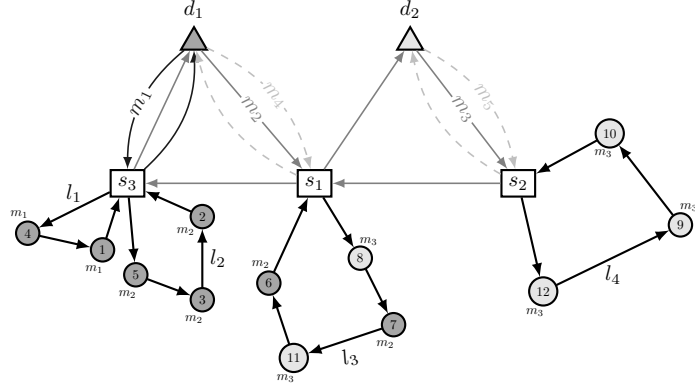 d₁ d₂
m₁ m₂ m₄ m₃ m₅
s₃ s₁ s₂
10
m₃
l₁
m₁ 4 1 m₁
2 m₂
l₂
5 m₂ 3 m₂
m₃ 8
m₂ 6
7 m₂
l₃
11 m₃
m₃ 9
l₄
12 m₃